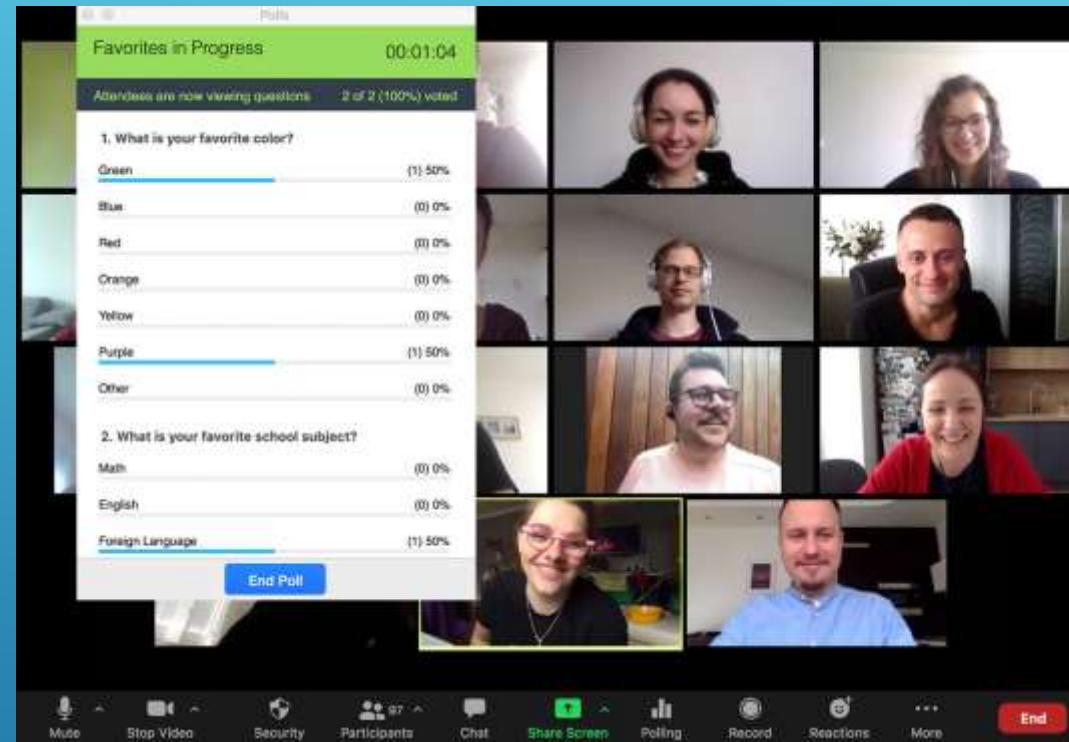 Polls
Favorites in Progress 00:01:04
Attendees are now viewing questions 2 of 2 (100%) voted
1. What is your favorite color?
Green (1) 50%
Blue (0) 0%
Red (0) 0%
Orange (0) 0%
Yellow (0) 0%
Purple (1) 50%
Other (0) 0%
2. What is your favorite school subject?
Math (0) 0%
English (0) 0%
Foreign Language (1) 50%
End Poll
Mute Stop Video Security Participants 97 Chat Share Screen Polling Record Reactions More End